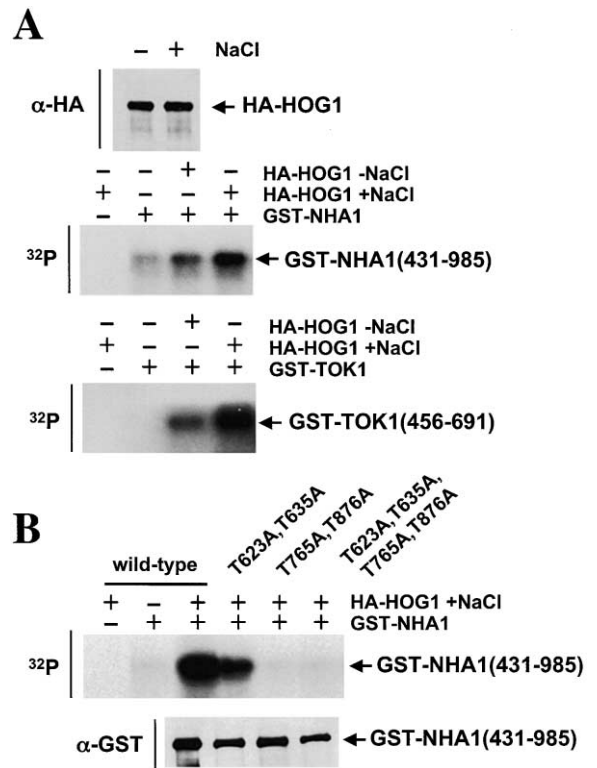 A
− + NaCl
α-HA HA-HOG1
− − + − HA-HOG1 -NaCl
+ − − + HA-HOG1 +NaCl
− + + + GST-NHA1
32P GST-NHA1(431-985)
− − + − HA-HOG1 -NaCl
+ − − + HA-HOG1 +NaCl
− + + + GST-TOK1
32P GST-TOK1(456-691)
B
wild-type
T623A,T635A
T765A,T876A
T623A,T635A,
T765A,T876A
+ − + + + + HA-HOG1 +NaCl
− + + + + + GST-NHA1
32P GST-NHA1(431-985)
α-GST GST-NHA1(431-985)